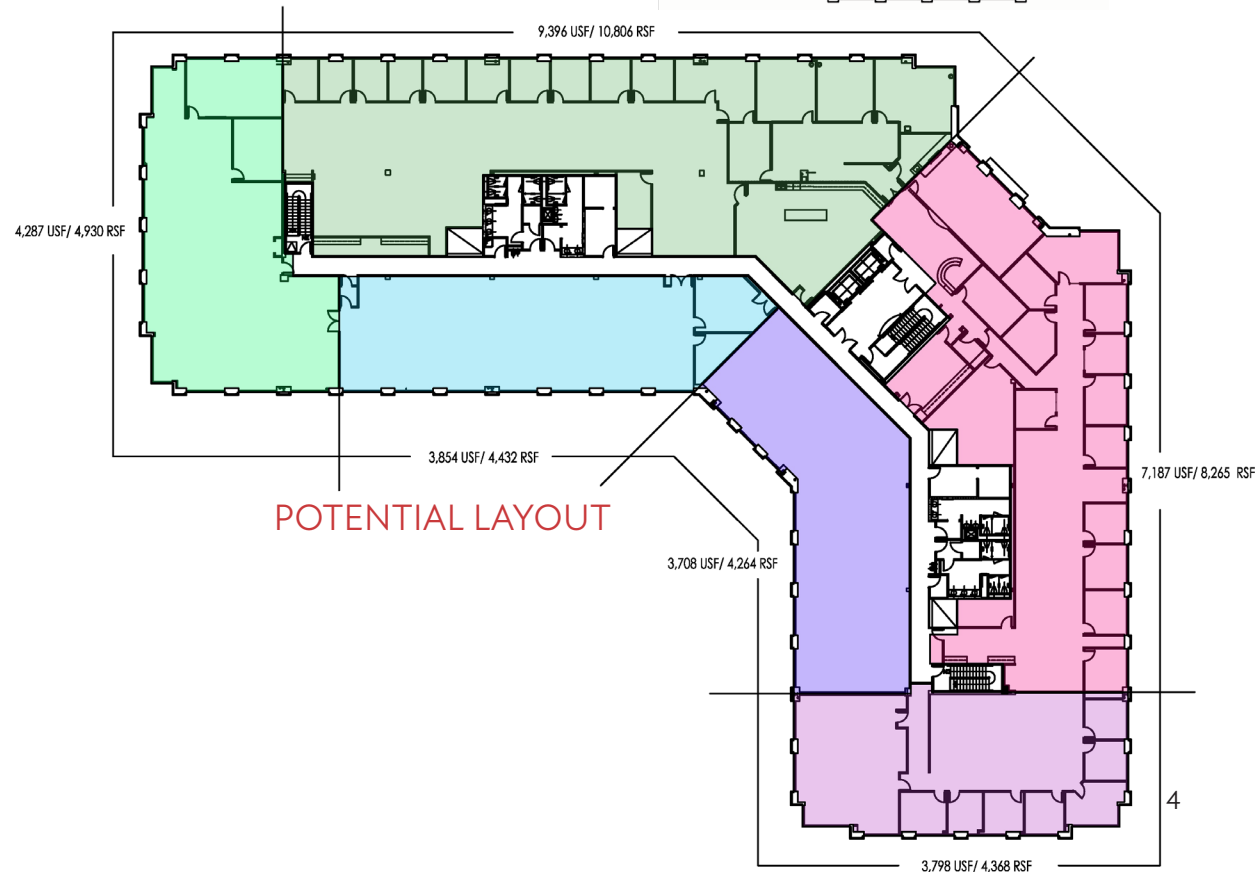 9,396 USF/ 10,806 RSF
4,287 USF/ 4,930 RSF
3,854 USF/ 4,432 RSF
7,187 USF/ 8,265 RSF
POTENTIAL LAYOUT
3,708 USF/ 4,264 RSF
4
3,798 USF/ 4,368 RSF